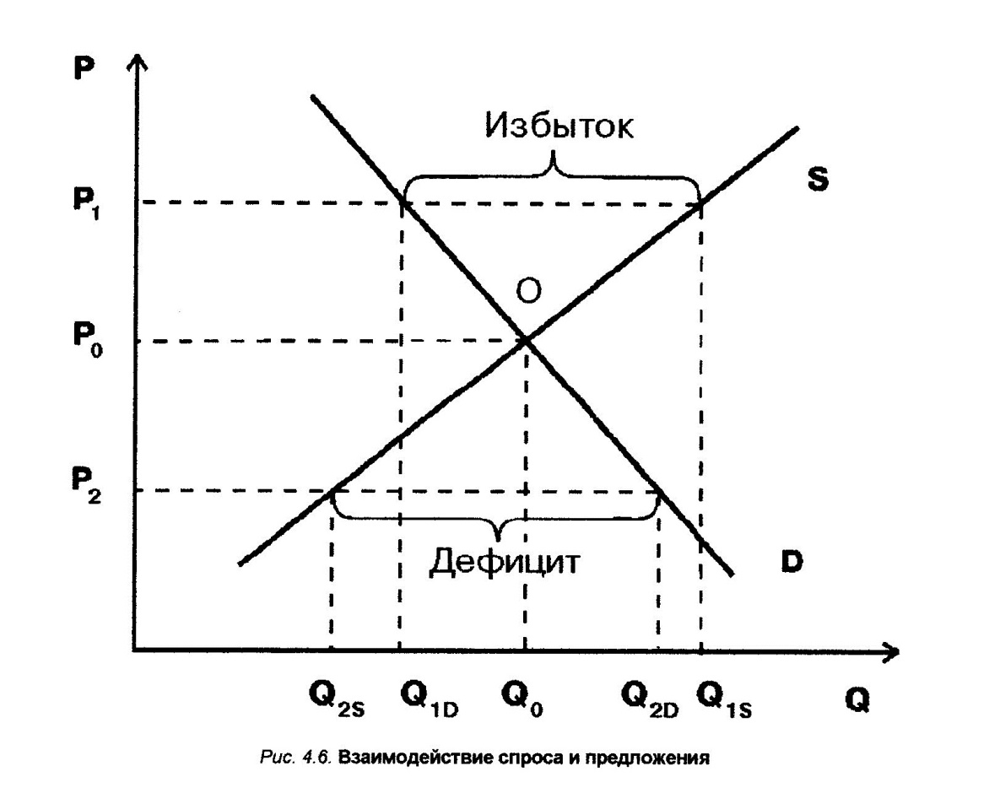 P
Избыток
S
P₁
O
P₀
P₂
Дефицит
D
Q₂S Q₁D Q₀ Q₂D Q₁S Q
Рис. 4.6. Взаимодействие спроса и предложения